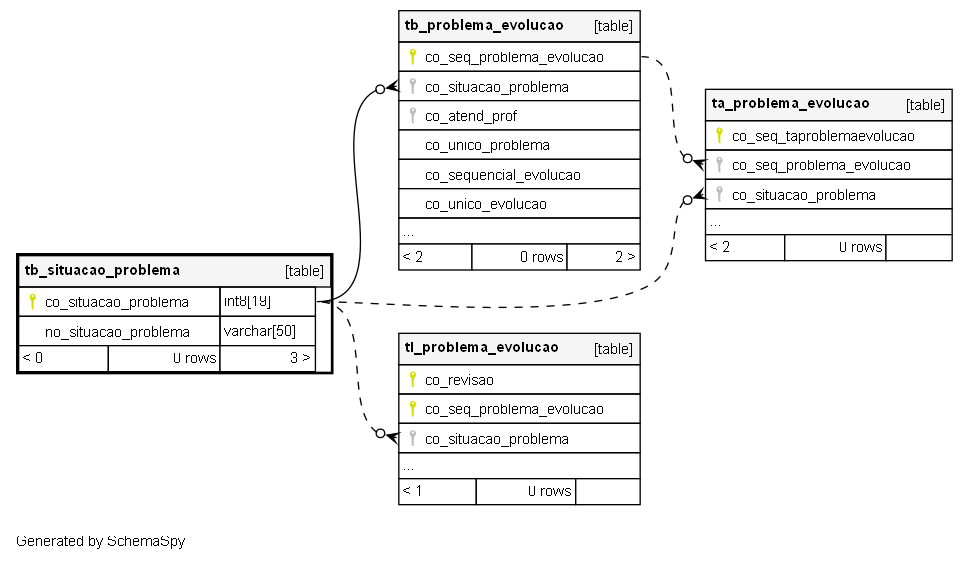 tb_problema_evolucao [table]
co_seq_problema_evolucao
co_situacao_problema
co_atend_prof
co_unico_problema
co_sequencial_evolucao
co_unico_evolucao
...
< 2 0 rows 2 >
ta_problema_evolucao [table]
co_seq_taproblemaevolucao
co_seq_problema_evolucao
co_situacao_problema
...
< 2 0 rows
tb_situacao_problema [table]
co_situacao_problema int8[19]
no_situacao_problema varchar[50]
< 0 0 rows 3 >
tl_problema_evolucao [table]
co_revisao
co_seq_problema_evolucao
co_situacao_problema
...
< 1 0 rows
Generated by SchemaSpy